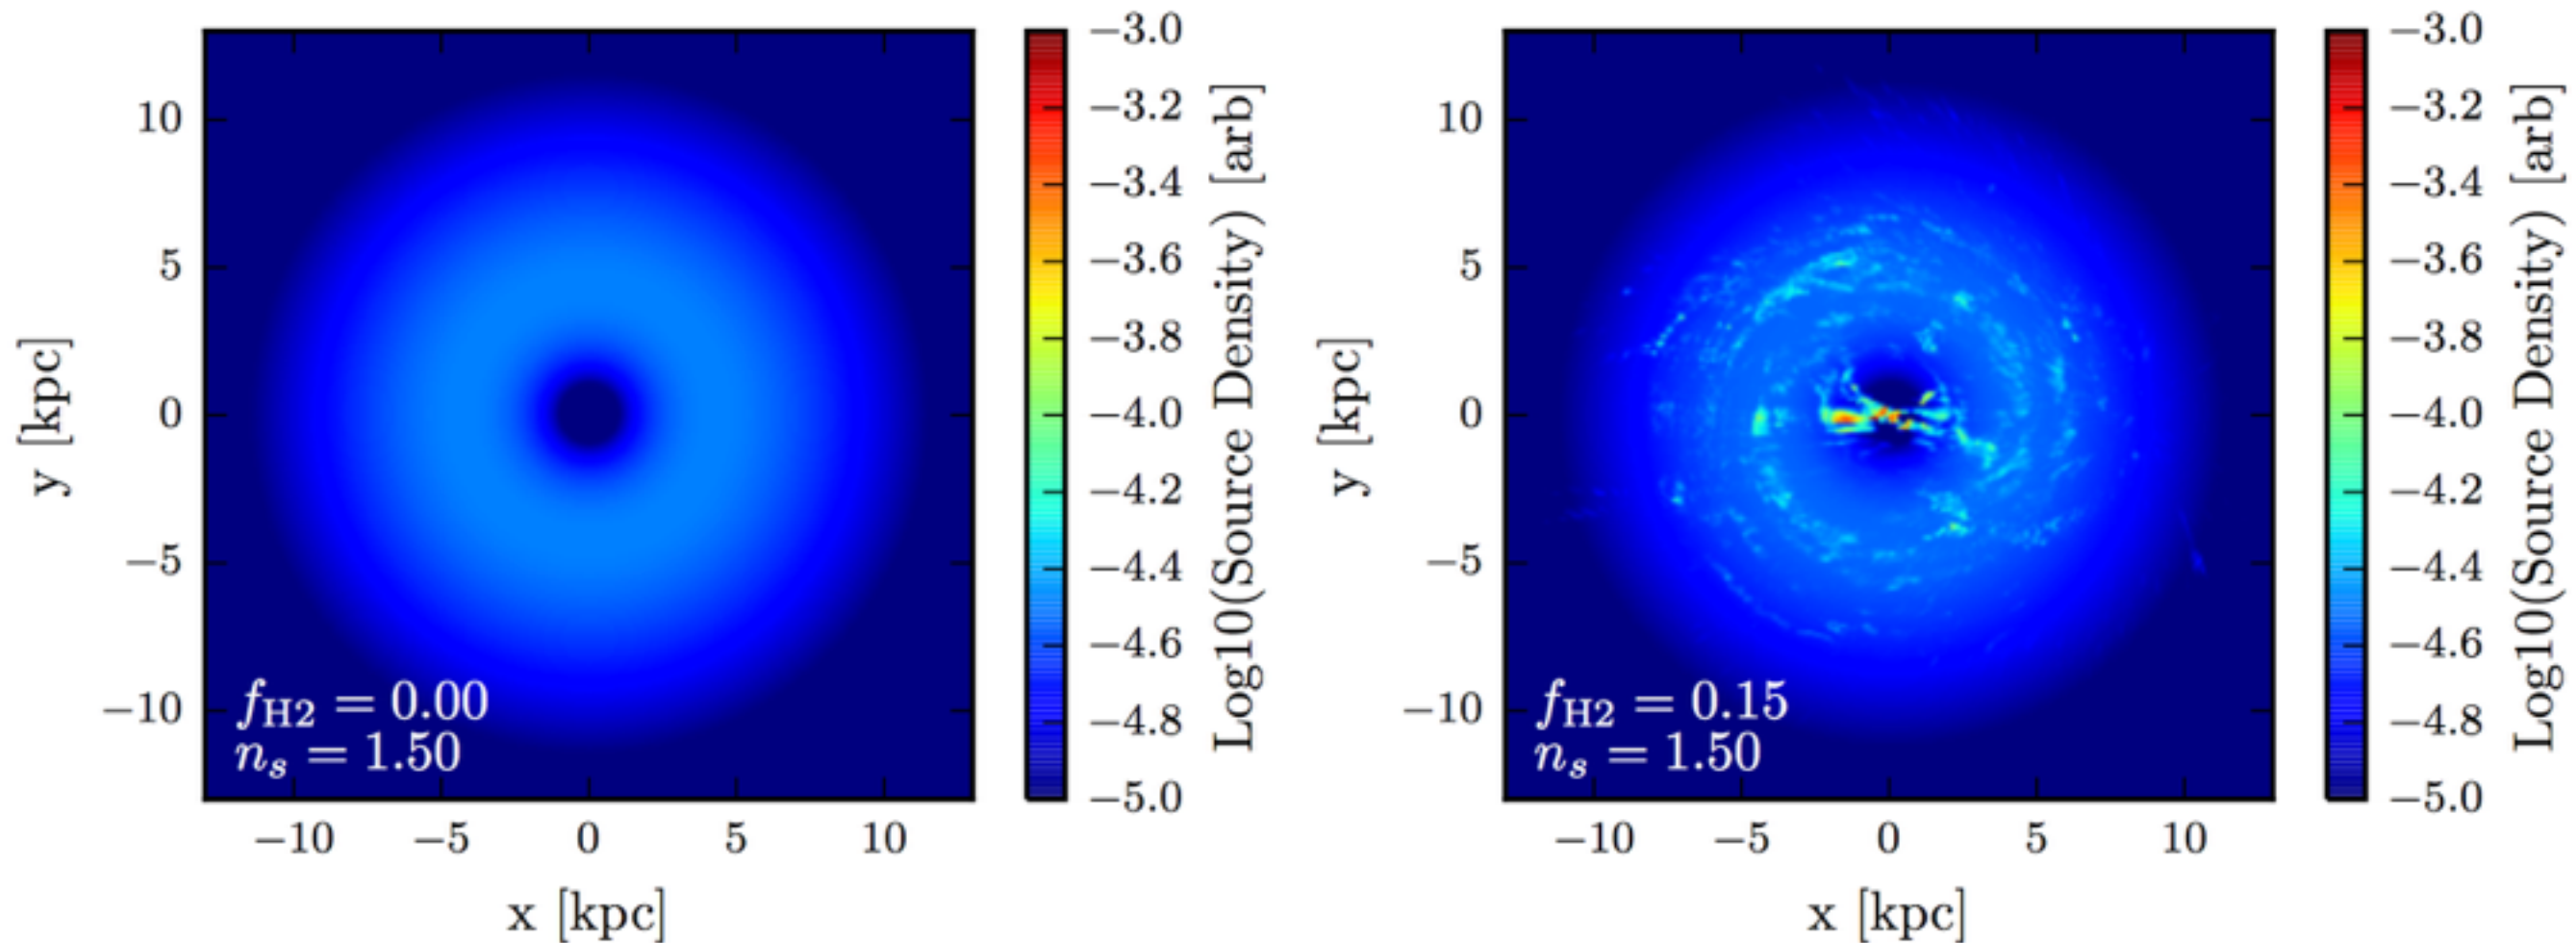 10
5
0
−5
−10
y [kpc]
−10 −5 0 5 10
x [kpc]
f_H2 = 0.00
n_s = 1.50
−3.0
−3.2
−3.4
−3.6
−3.8
−4.0
−4.2
−4.4
−4.6
−4.8
−5.0
Log10(Source Density) [arb]
10
5
0
−5
−10
y [kpc]
−10 −5 0 5 10
x [kpc]
f_H2 = 0.15
n_s = 1.50
−3.0
−3.2
−3.4
−3.6
−3.8
−4.0
−4.2
−4.4
−4.6
−4.8
−5.0
Log10(Source Density) [arb]